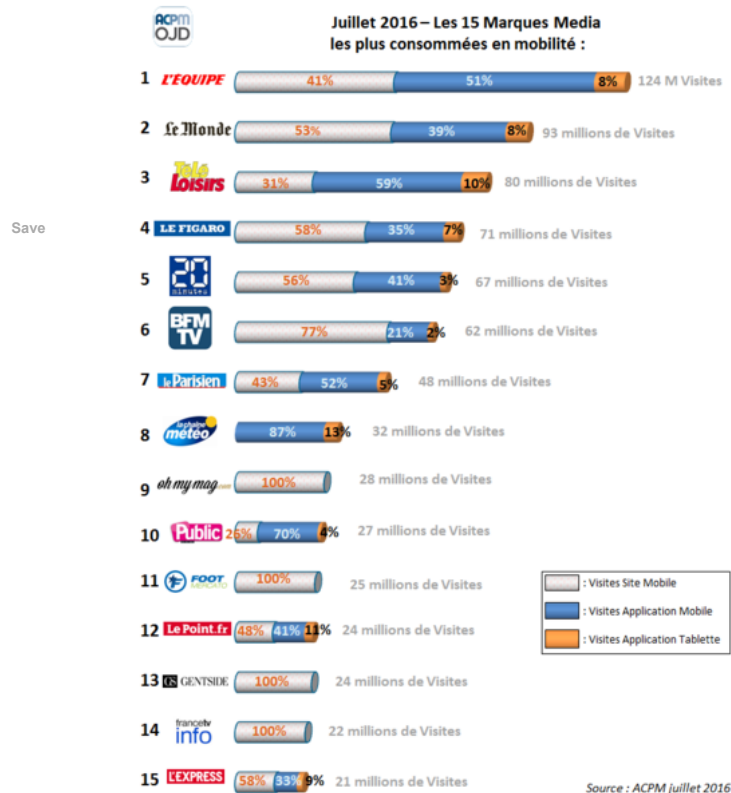 ACPM
OJD
Juillet 2016 – Les 15 Marques Media
les plus consommées en mobilité :
1 L'ÉQUIPE 41% 51% 8% 124 M Visites
2 Le Monde 53% 39% 8% 93 millions de Visites
3 Télé Loisirs 31% 59% 10% 80 millions de Visites
Save
4 LE FIGARO 58% 35% 7% 71 millions de Visites
5 20 minutes 56% 41% 3% 67 millions de Visites
6 BFM TV 77% 21% 2% 62 millions de Visites
7 le Parisien 43% 52% 5% 48 millions de Visites
8 la chaîne météo 87% 13% 32 millions de Visites
9 oh my mag.com 100% 28 millions de Visites
10 Public 26% 70% 4% 27 millions de Visites
11 FOOT MERCATO 100% 25 millions de Visites
: Visites Site Mobile
: Visites Application Mobile
: Visites Application Tablette
12 Le Point.fr 48% 41% 11% 24 millions de Visites
13 GS GENTSIDE 100% 24 millions de Visites
14 francetv info 100% 22 millions de Visites
15 L'EXPRESS 58% 33% 9% 21 millions de Visites
Source : ACPM juillet 2016